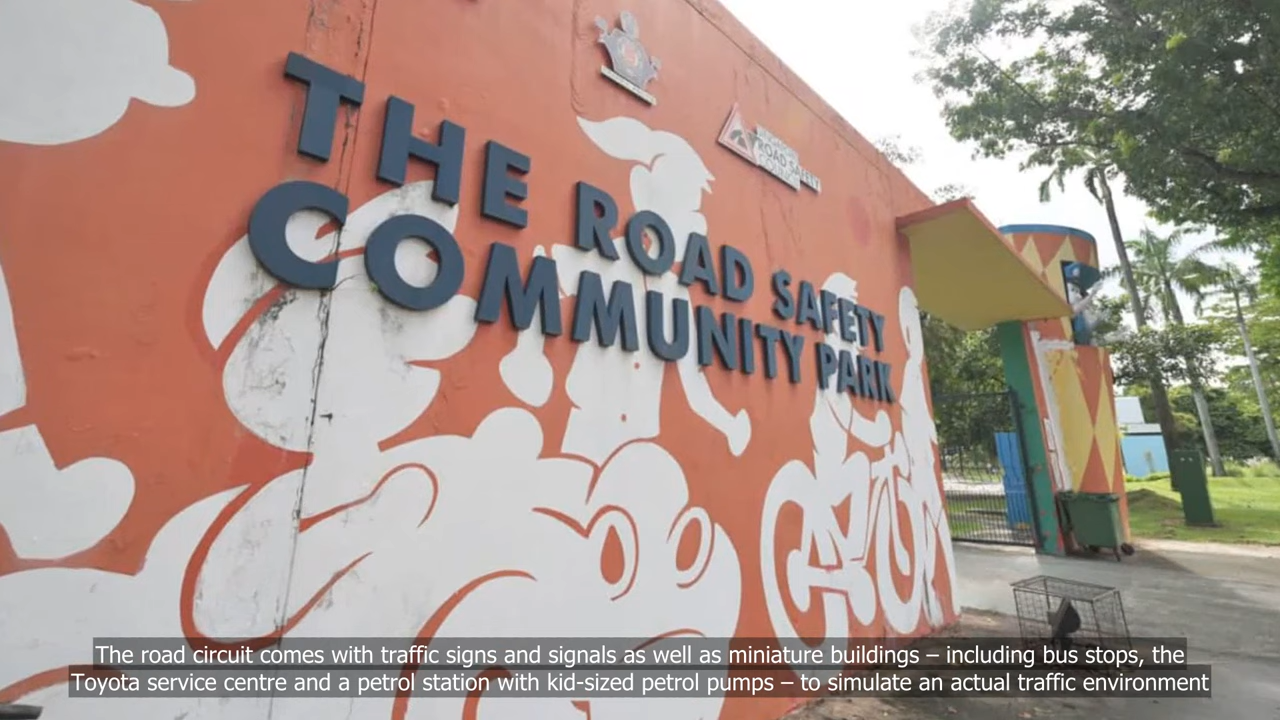 THE ROAD SAFETY
COMMUNITY PARK
ROAD SAFETY
COUNCIL
The road circuit comes with traffic signs and signals as well as miniature buildings – including bus stops, the
Toyota service centre and a petrol station with kid-sized petrol pumps – to simulate an actual traffic environment